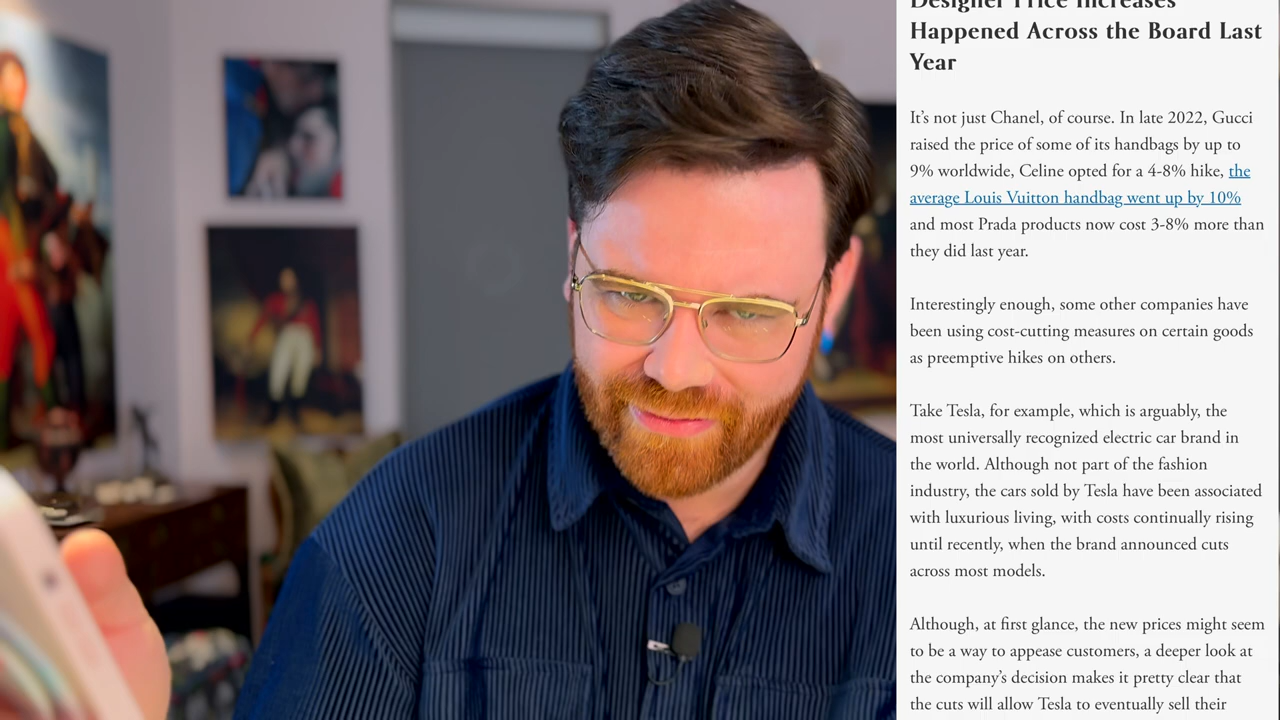 Designer Price Increases
Happened Across the Board Last
Year
It's not just Chanel, of course. In late 2022, Gucci
raised the price of some of its handbags by up to
9% worldwide, Celine opted for a 4-8% hike, the
average Louis Vuitton handbag went up by 10%
and most Prada products now cost 3-8% more than
they did last year.
Interestingly enough, some other companies have
been using cost-cutting measures on certain goods
as preemptive hikes on others.
Take Tesla, for example, which is arguably, the
most universally recognized electric car brand in
the world. Although not part of the fashion
industry, the cars sold by Tesla have been associated
with luxurious living, with costs continually rising
until recently, when the brand announced cuts
across most models.
Although, at first glance, the new prices might seem
to be a way to appease customers, a deeper look at
the company's decision makes it pretty clear that
the cuts will allow Tesla to eventually sell their